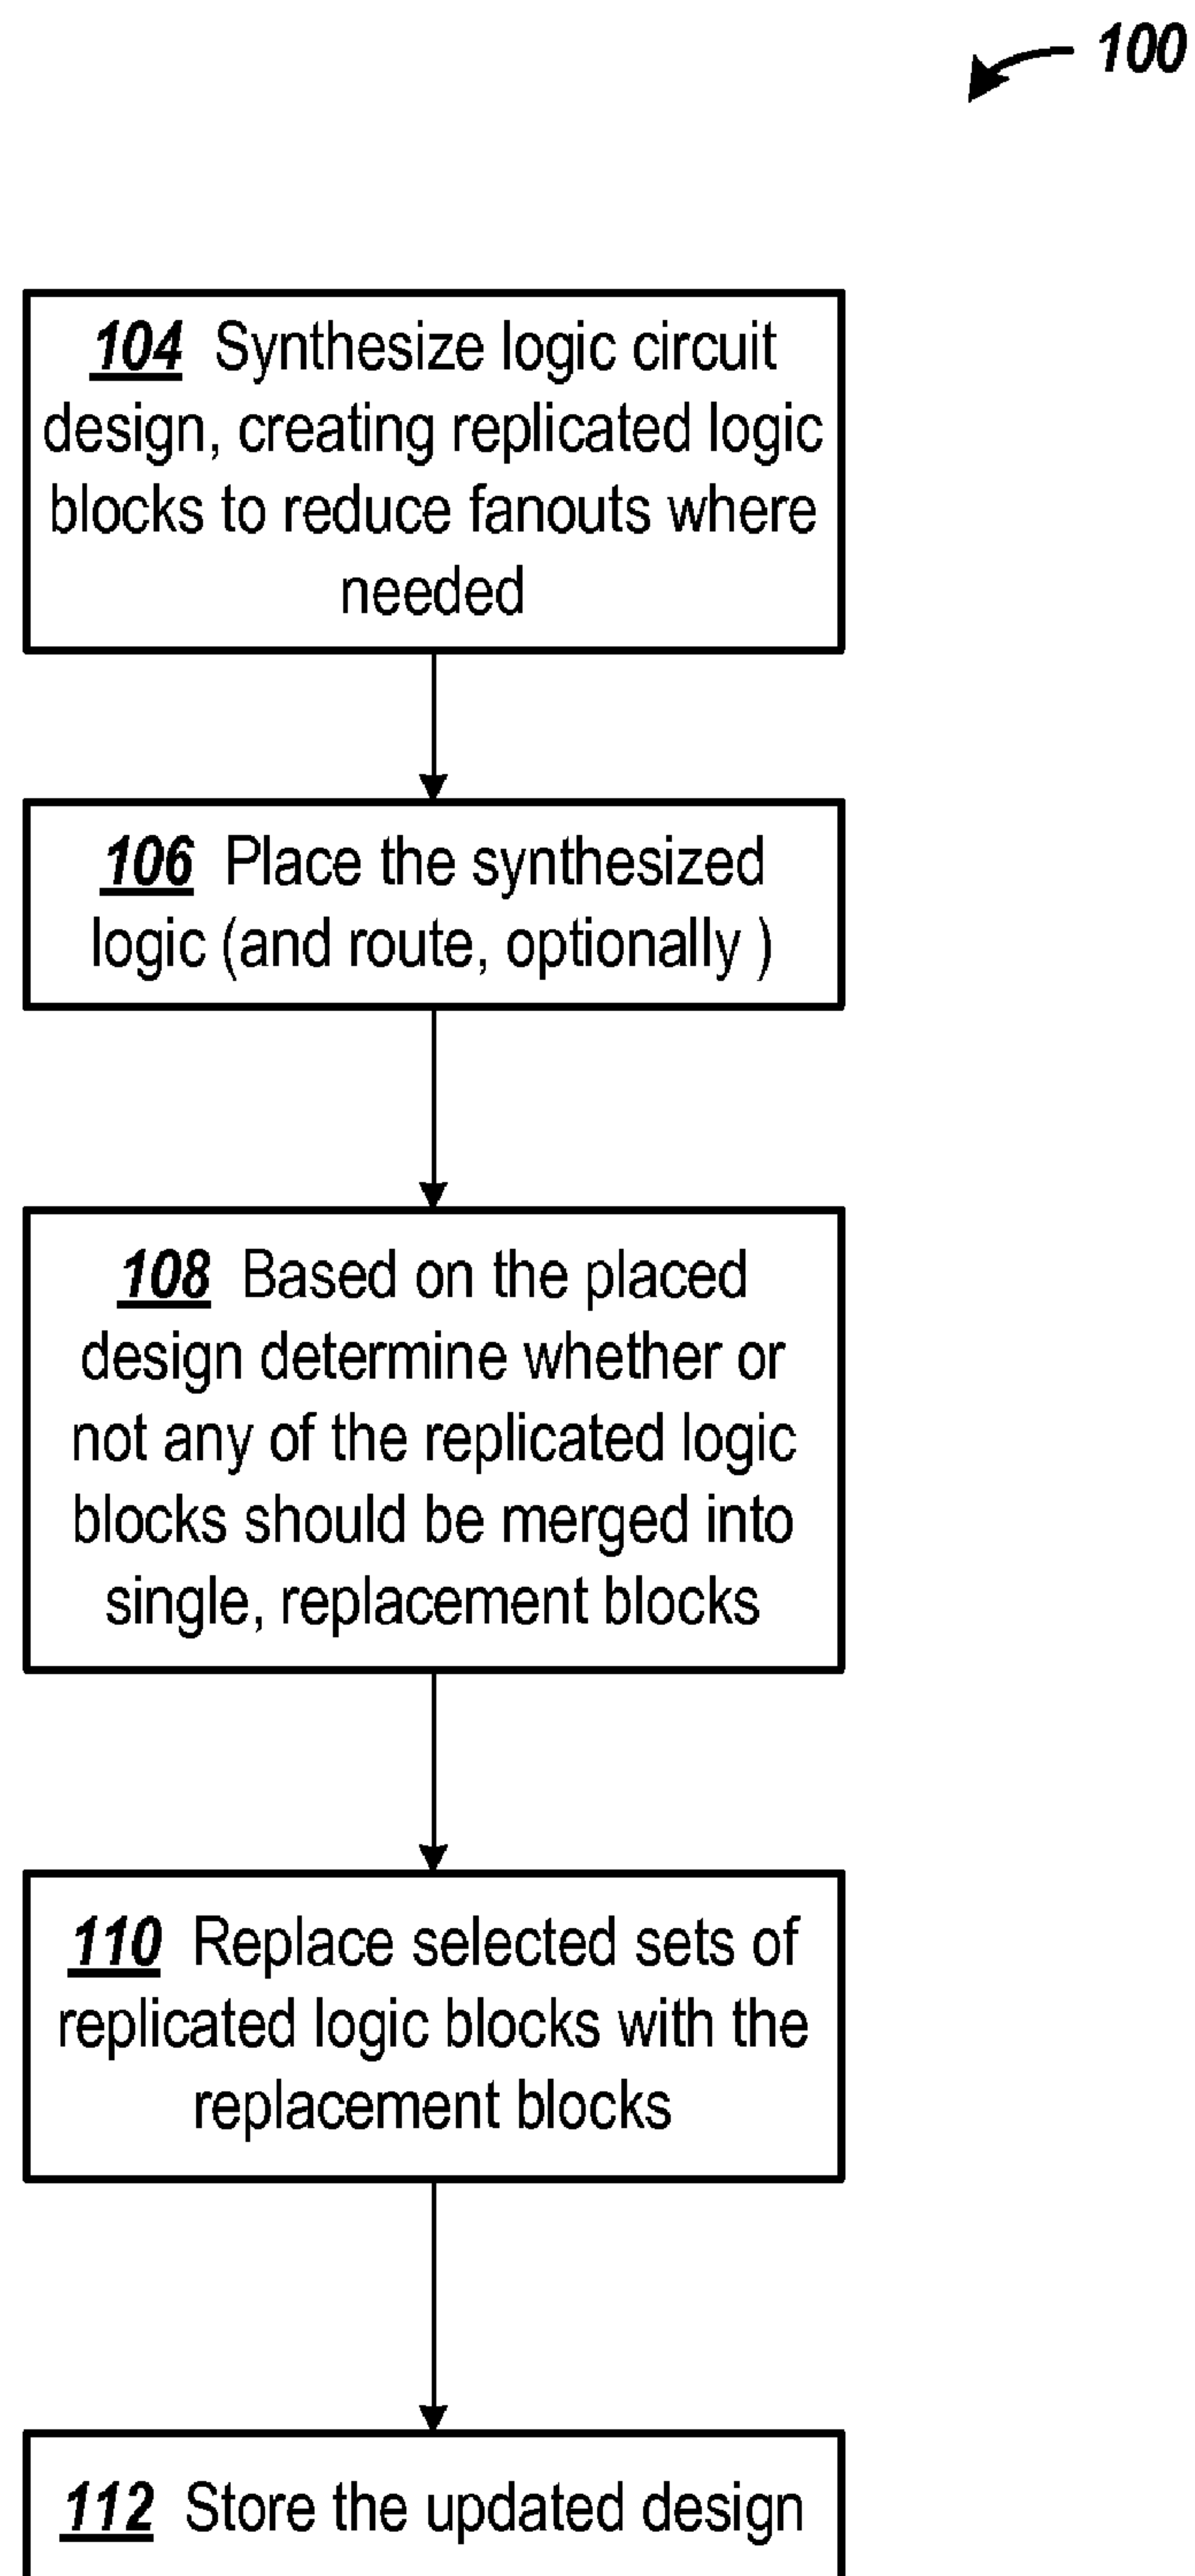 100
104 Synthesize logic circuit
design, creating replicated logic
blocks to reduce fanouts where
needed
106 Place the synthesized
logic (and route, optionally )
108 Based on the placed
design determine whether or
not any of the replicated logic
blocks should be merged into
single, replacement blocks
110 Replace selected sets of
replicated logic blocks with the
replacement blocks
112 Store the updated design